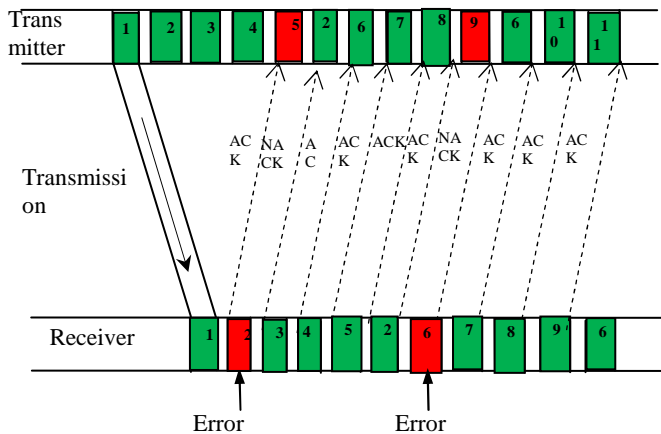 Trans
mitter
1 2 3 4 5 2 6 7 8 9 6 1
0 1
1
AC
K
NA
CK
A
C
AC
K
ACK
AC
K
NA
CK
AC
K
AC
K
AC
K
Transmissi
on
Receiver
1 2 3 4 5 2 6 7 8 9 6
Error
Error